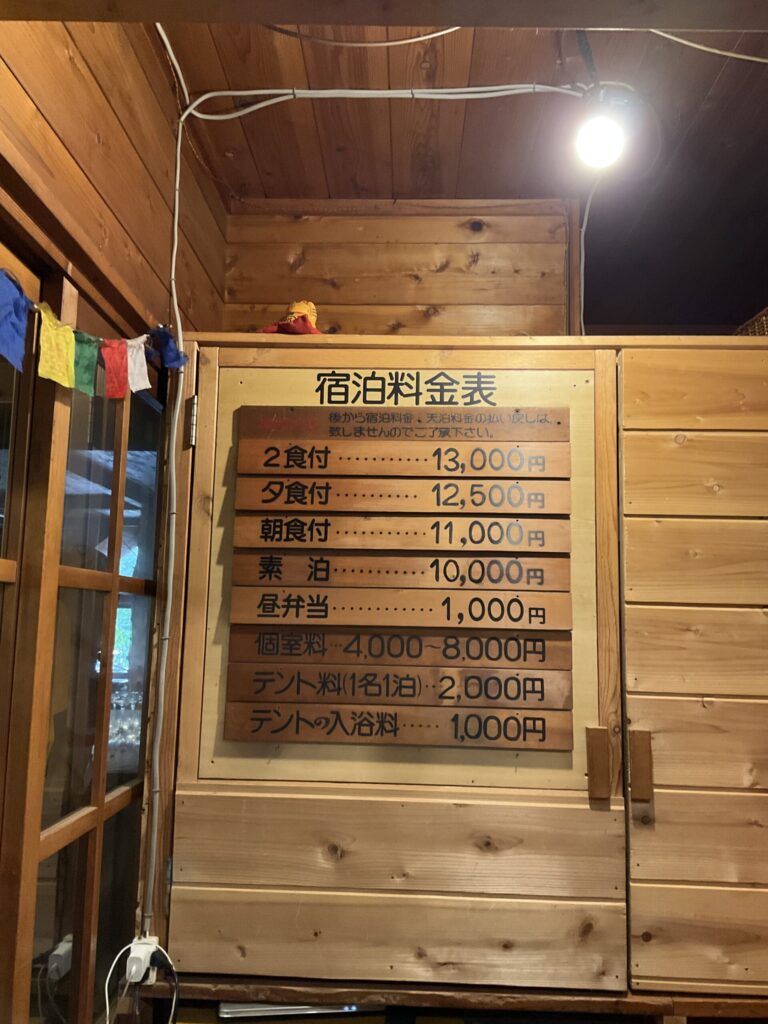 宿泊料金表
後から宿泊料金、天泊料金の払い戻しは、
致しませんのでご了承下さい。
2食付…………13,000円
夕食付………12,500円
朝食付…………11,000円
素 泊…………10,000円
昼弁当…………1,000円
個室料…4,000~8,000円
テント料(1名1泊)‥2,000円
テントの入浴料……1,000円